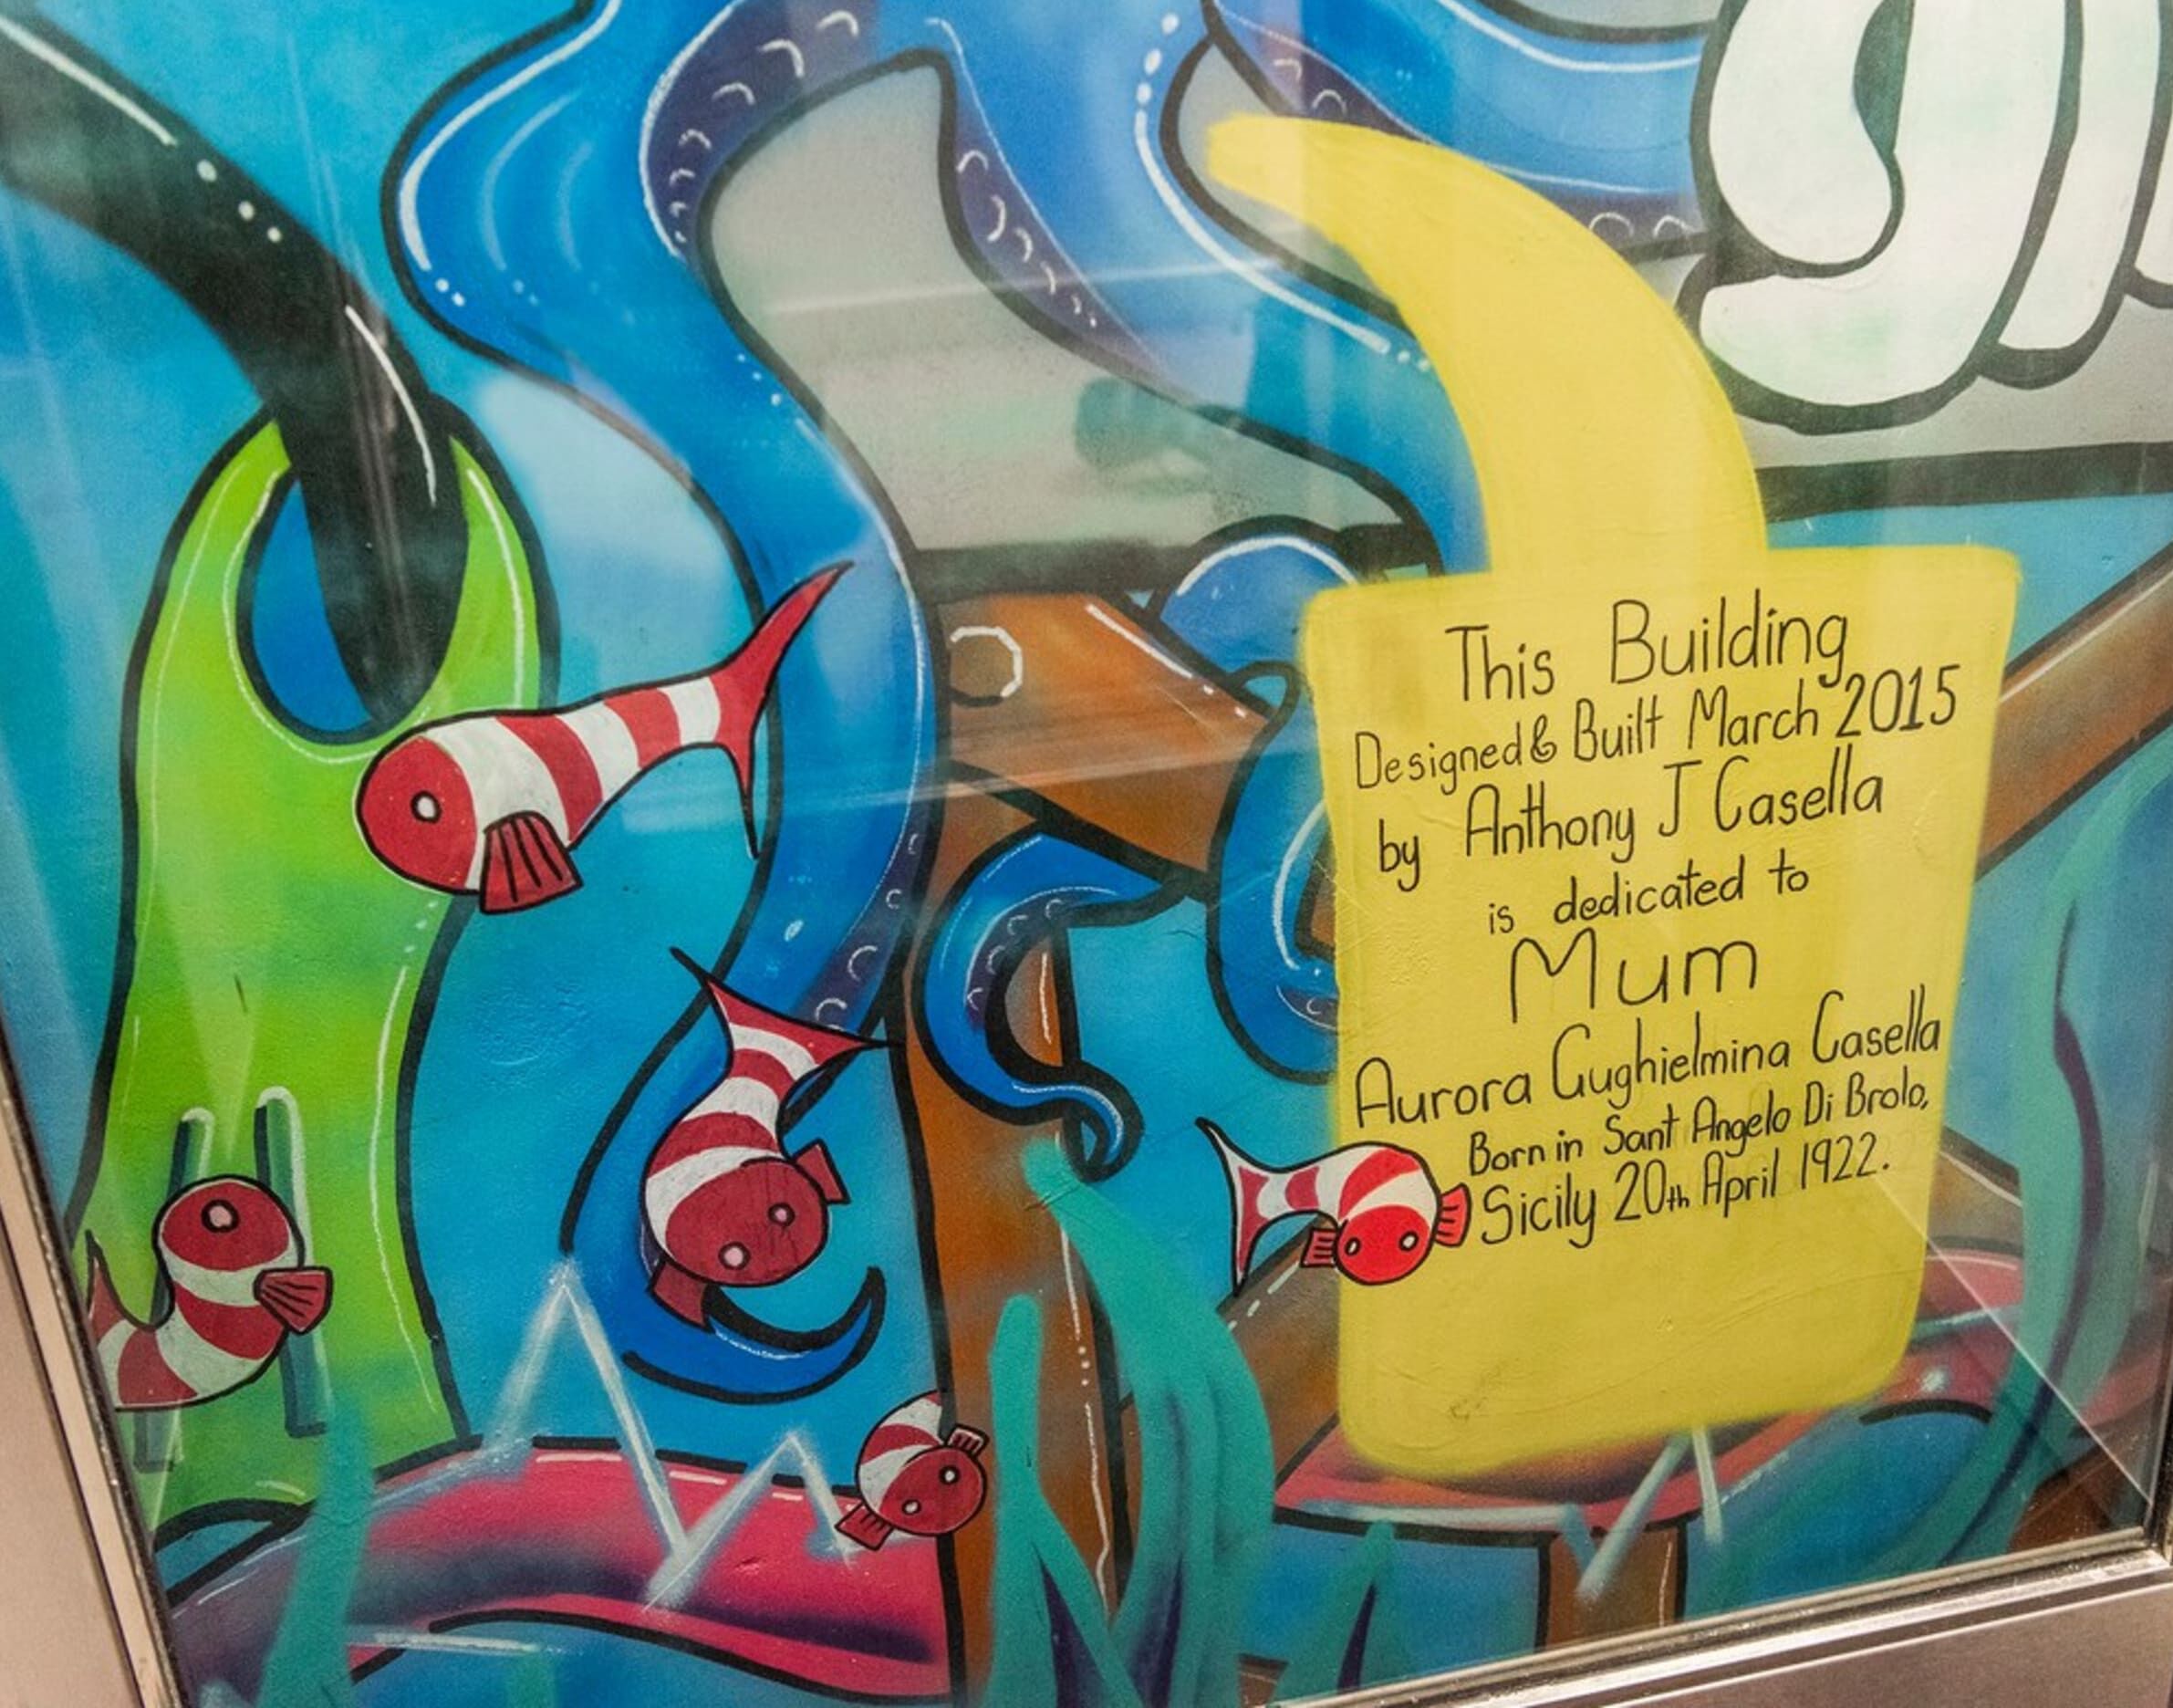 This Building
Designed & Built March 2015
by Anthony J Casella
is dedicated to
Mum
Aurora Gughielmina Casella
Born in Sant Angelo Di Brolo,
Sicily 20th April 1922.